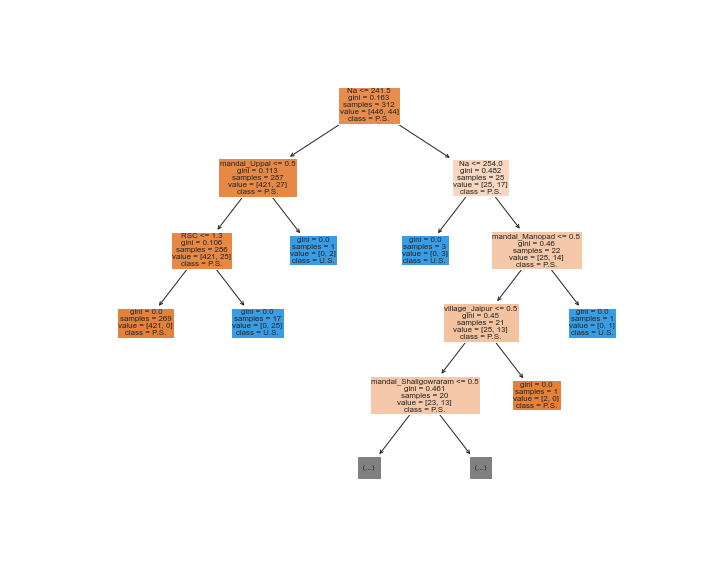 Na <= 241.5
gini = 0.163
samples = 312
value = [446, 44]
class = P.S.
mandal_Uppal <= 0.5
gini = 0.113
samples = 287
value = [421, 27]
class = P.S.
Na <= 254.0
gini = 0.482
samples = 25
value = [25, 17]
class = P.S.
RSC <= 1.3
gini = 0.106
samples = 286
value = [421, 25]
class = P.S.
gini = 0.0
samples = 1
value = [0, 2]
class = U.S.
gini = 0.0
samples = 3
value = [0, 3]
class = U.S.
mandal_Manopad <= 0.5
gini = 0.46
samples = 22
value = [25, 14]
class = P.S.
gini = 0.0
samples = 269
value = [421, 0]
class = P.S.
gini = 0.0
samples = 17
value = [0, 25]
class = U.S.
village_Jaipur <= 0.5
gini = 0.45
samples = 21
value = [25, 13]
class = P.S.
gini = 0.0
samples = 1
value = [0, 1]
class = U.S.
mandal_Shaligowraram <= 0.5
gini = 0.461
samples = 20
value = [23, 13]
class = P.S.
gini = 0.0
samples = 1
value = [2, 0]
class = P.S.
(...)
(...)